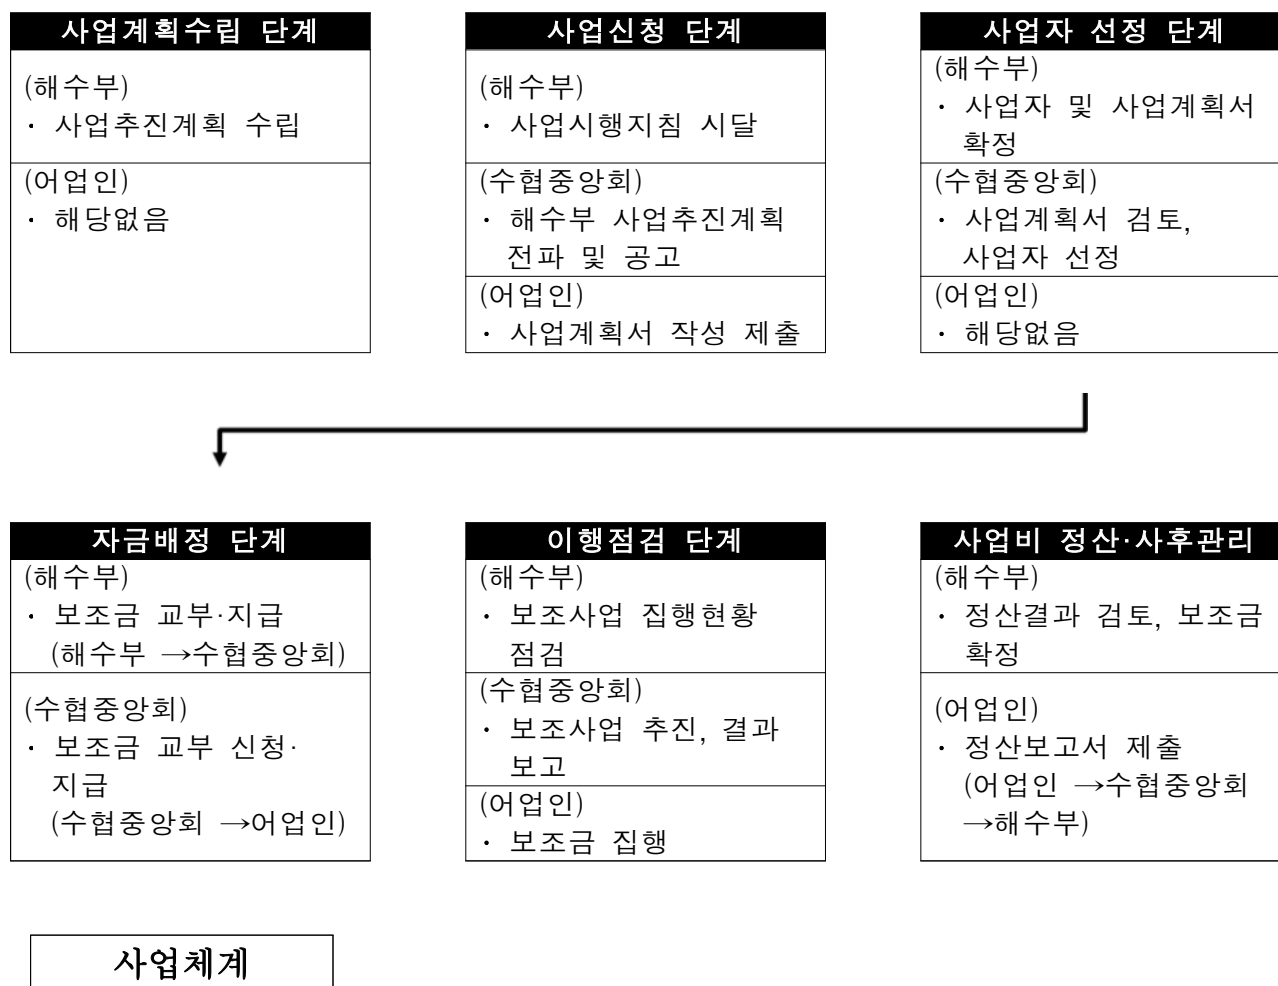 사업계획수립 단계
(해수부)
· 사업추진계획 수립
(어업인)
· 해당없음
사업신청 단계
(해수부)
· 사업시행지침 시달
(수협중앙회)
· 해수부 사업추진계획
전파 및 공고
(어업인)
· 사업계획서 작성 제출
사업자 선정 단계
(해수부)
· 사업자 및 사업계획서
확정
(수협중앙회)
· 사업계획서 검토,
사업자 선정
(어업인)
· 해당없음
자금배정 단계
(해수부)
· 보조금 교부·지급
(해수부 →수협중앙회)
(수협중앙회)
· 보조금 교부 신청·
지급
(수협중앙회 →어업인)
이행점검 단계
(해수부)
· 보조사업 집행현황
점검
(수협중앙회)
· 보조사업 추진, 결과
보고
(어업인)
· 보조금 집행
사업비 정산·사후관리
(해수부)
· 정산결과 검토, 보조금
확정
(어업인)
· 정산보고서 제출
(어업인 →수협중앙회
→해수부)
사업체계